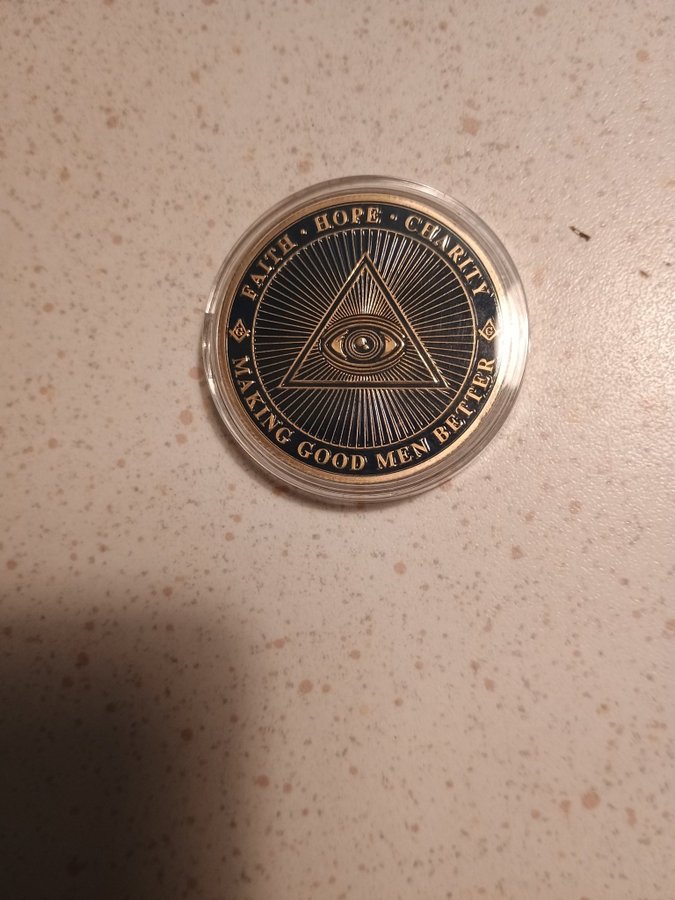 FAITH · HOPE · CHARITY
MAKING GOOD MEN BETTER